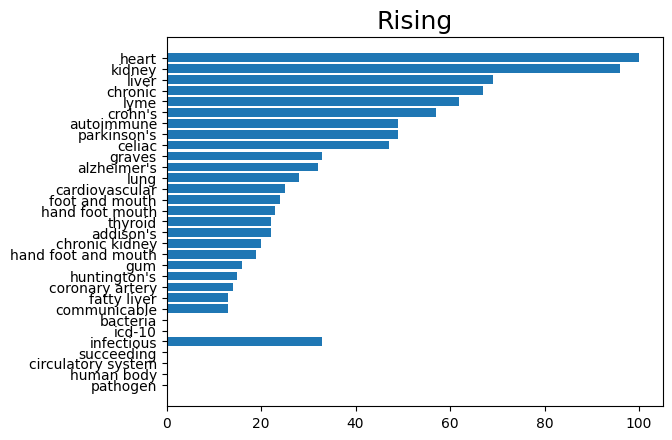 Rising
heart
kidney
liver
chronic
lyme
crohn's
autoimmune
parkinson's
celiac
graves
alzheimer's
lung
cardiovascular
foot and mouth
hand foot mouth
thyroid
addison's
chronic kidney
hand foot and mouth
gum
huntington's
coronary artery
fatty liver
communicable
bacteria
icd-10
infectious
succeeding
circulatory system
human body
pathogen
0 20 40 60 80 100